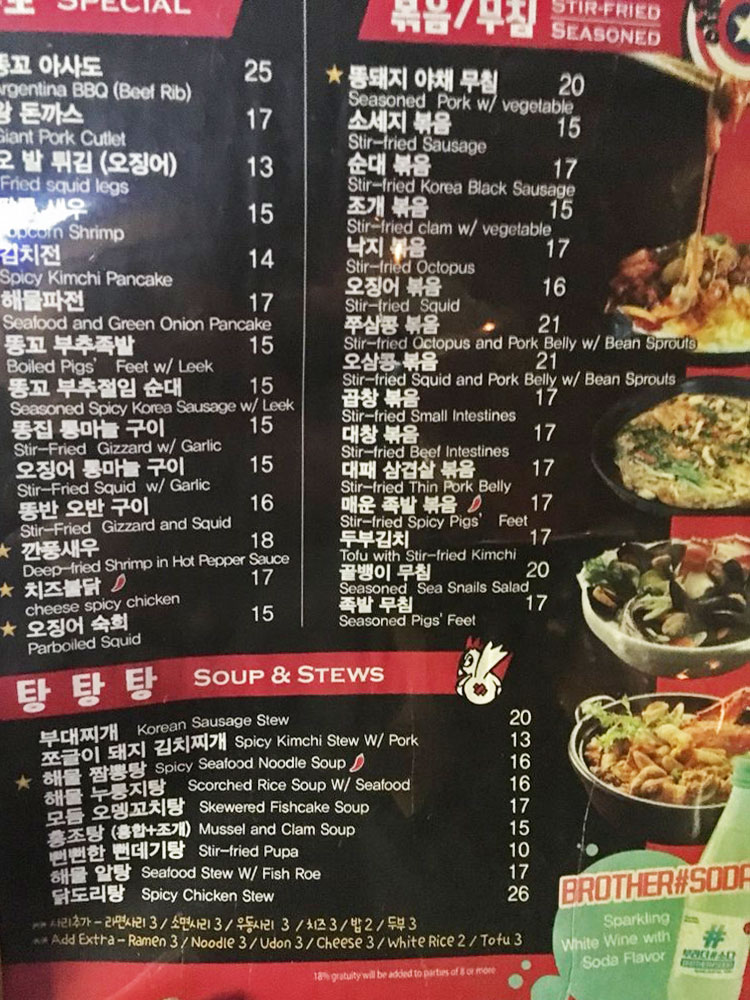 SPECIAL
똥꼬 아사도 25
Argentina BBQ (Beef Rib)
왕 돈까스 17
Giant Pork Cutlet
오 발 튀김 (오징어) 13
Fried squid legs
새우 15
Popcorn Shrimp
김치전 14
Spicy Kimchi Pancake
해물파전 17
Seafood and Green Onion Pancake
똥꼬 부추족발 15
Boiled Pigs' Feet w/ Leek
똥꼬 부추절임 순대 15
Seasoned Spicy Korea Sausage w/ Leek
똥집 통마늘 구이 15
Stir-Fried Gizzard w/ Garlic
오징어 통마늘 구이 15
Stir-Fried Squid w/ Garlic
똥반 오반 구이 16
Stir-Fried Gizzard and Squid
깐풍새우 18
Deep-fried Shrimp in Hot Pepper Sauce
치즈불닭 17
cheese spicy chicken
오징어 숙회 15
Parboiled Squid
볶음/무침 STIR-FRIED
SEASONED
똥돼지 야채 무침 20
Seasoned Pork w/ vegetable
소세지 볶음 15
Stir-fried Sausage
순대 볶음 17
Stir-fried Korea Black Sausage
조개 볶음 15
Stir-fried clam w/ vegetable
낙지 볶음 17
Stir-fried Octopus
오징어 볶음 16
Stir-fried Squid
쭈삼콩 볶음 21
Stir-fried Octopus and Pork Belly w/ Bean Sprouts
오삼콩 볶음 21
Stir-fried Squid and Pork Belly w/ Bean Sprouts
곱창 볶음 17
Stir-fried Small Intestines
대창 볶음 17
Stir-fried Beef Intestines
대패 삼겹살 볶음 17
Stir-fried Thin Pork Belly
매운 족발 볶음 17
Stir-fried Spicy Pigs' Feet
두부김치 17
Tofu with Stir-fried Kimchi
골뱅이 무침 20
Seasoned Sea Snails Salad
족발 무침 17
Seasoned Pigs' Feet
탕 탕 탕 SOUP & STEWS
부대찌개 Korean Sausage Stew 20
쪼글이 돼지 김치찌개 Spicy Kimchi Stew W/ Pork 13
해물 짬뽕탕 Spicy Seafood Noodle Soup 16
해물 누룽지탕 Scorched Rice Soup W/ Seafood 16
모듬 오뎅꼬치탕 Skewered Fishcake Soup 17
홍조탕 (홍합+조개) Mussel and Clam Soup 15
뻔뻔한 뻔데기탕 Stir-fried Pupa 10
해물 알탕 Seafood Stew W/ Fish Roe 17
닭도리탕 Spicy Chicken Stew 26
사리추가 - 라면사리 3 / 소면사리 3 / 우동사리 3 / 치즈 3 / 밥 2 / 두부 3
Add Extra - Ramen 3 / Noodle 3 / Udon 3 / Cheese 3 / White Rice 2 / Tofu 3
18% gratuity will be added to parties of 8 or more
BROTHER#SODA
Sparkling
White Wine with
Soda Flavor
#
부라더#소다
BROTHER#SODA